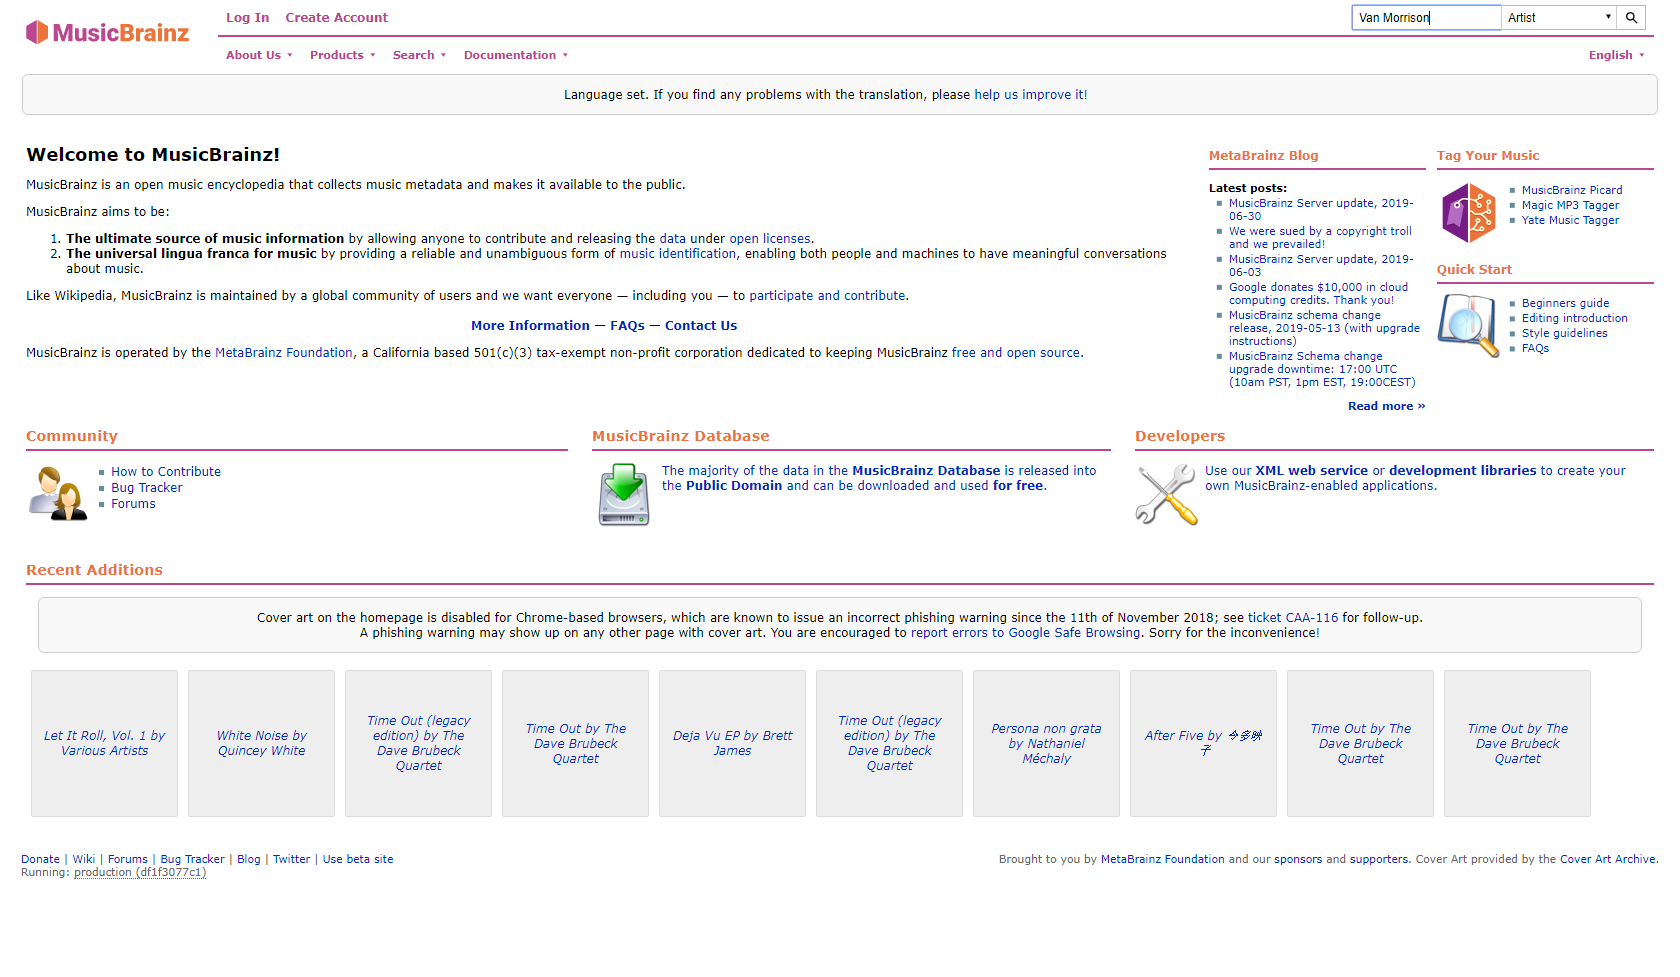 MusicBrainz
Log In Create Account
Van Morrison Artist
About Us Products Search Documentation English
Language set. If you find any problems with the translation, please help us improve it!
Welcome to MusicBrainz!
MusicBrainz is an open music encyclopedia that collects music metadata and makes it available to the public.
MusicBrainz aims to be:
1. The ultimate source of music information by allowing anyone to contribute and releasing the data under open licenses.
2. The universal lingua franca for music by providing a reliable and unambiguous form of music identification, enabling both people and machines to have meaningful conversations
about music.
Like Wikipedia, MusicBrainz is maintained by a global community of users and we want everyone — including you — to participate and contribute.
More Information — FAQs — Contact Us
MusicBrainz is operated by the MetaBrainz Foundation, a California based 501(c)(3) tax-exempt non-profit corporation dedicated to keeping MusicBrainz free and open source.
MetaBrainz Blog
Latest posts:
MusicBrainz Server update, 2019-
06-30
We were sued by a copyright troll
and we prevailed!
MusicBrainz Server update, 2019-
06-03
Google donates $10,000 in cloud
computing credits. Thank you!
MusicBrainz schema change
release, 2019-05-13 (with upgrade
instructions)
MusicBrainz Schema change
upgrade downtime: 17:00 UTC
(10am PST, 1pm EST, 19:00CEST)
Read more »
Tag Your Music
MusicBrainz Picard
Magic MP3 Tagger
Yate Music Tagger
Quick Start
Beginners guide
Editing introduction
Style guidelines
FAQs
Community
How to Contribute
Bug Tracker
Forums
MusicBrainz Database
The majority of the data in the MusicBrainz Database is released into
the Public Domain and can be downloaded and used for free.
Developers
Use our XML web service or development libraries to create your
own MusicBrainz-enabled applications.
Recent Additions
Cover art on the homepage is disabled for Chrome-based browsers, which are known to issue an incorrect phishing warning since the 11th of November 2018; see ticket CAA-116 for follow-up.
A phishing warning may show up on any other page with cover art. You are encouraged to report errors to Google Safe Browsing. Sorry for the inconvenience!
Let It Roll, Vol. 1 by
Various Artists
White Noise by
Quincey White
Time Out (legacy
edition) by The
Dave Brubeck
Quartet
Time Out by The
Dave Brubeck
Quartet
Deja Vu EP by Brett
James
Time Out (legacy
edition) by The
Dave Brubeck
Quartet
Persona non grata
by Nathaniel
Méchaly
After Five by 今多映
子
Time Out by The
Dave Brubeck
Quartet
Time Out by The
Dave Brubeck
Quartet
Donate | Wiki | Forums | Bug Tracker | Blog | Twitter | Use beta site
Running: production (df1f3077c1)
Brought to you by MetaBrainz Foundation and our sponsors and supporters. Cover Art provided by the Cover Art Archive.